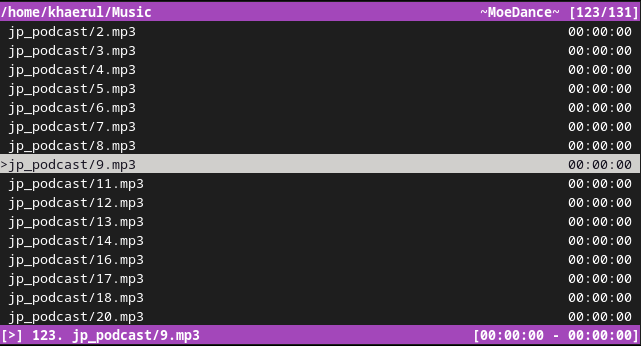 /home/khaerul/Music ~MoeDance~ [123/131]
jp_podcast/2.mp3 00:00:00
jp_podcast/3.mp3 00:00:00
jp_podcast/4.mp3 00:00:00
jp_podcast/5.mp3 00:00:00
jp_podcast/6.mp3 00:00:00
jp_podcast/7.mp3 00:00:00
jp_podcast/8.mp3 00:00:00
>jp_podcast/9.mp3 00:00:00
jp_podcast/11.mp3 00:00:00
jp_podcast/12.mp3 00:00:00
jp_podcast/13.mp3 00:00:00
jp_podcast/14.mp3 00:00:00
jp_podcast/16.mp3 00:00:00
jp_podcast/17.mp3 00:00:00
jp_podcast/18.mp3 00:00:00
jp_podcast/20.mp3 00:00:00
[>] 123. jp_podcast/9.mp3 [00:00:00 - 00:00:00]